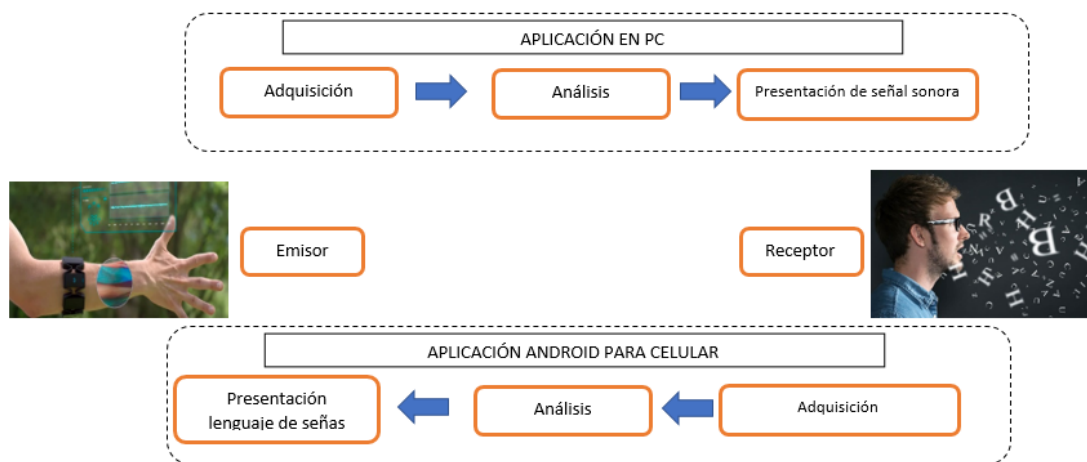 APLICACIÓN EN PC
Adquisición
Análisis
Presentación de señal sonora
Emisor
Receptor
B
R
H
B
H
H
H
APLICACIÓN ANDROID PARA CELULAR
Presentación
lenguaje de señas
Análisis
Adquisición